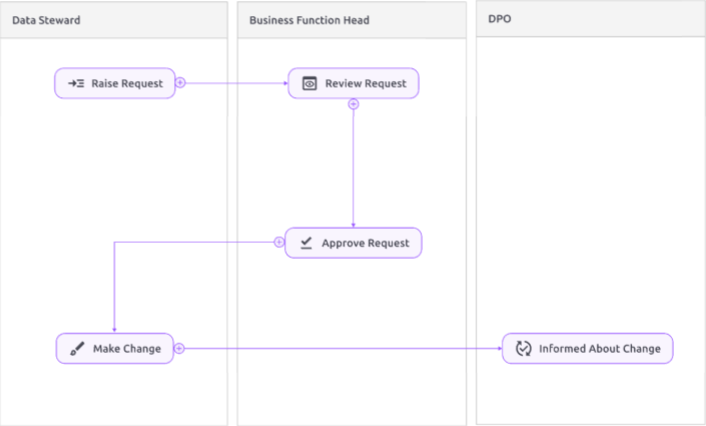 Data Steward
Business Function Head
DPO
Raise Request
Review Request
Approve Request
Make Change
Informed About Change